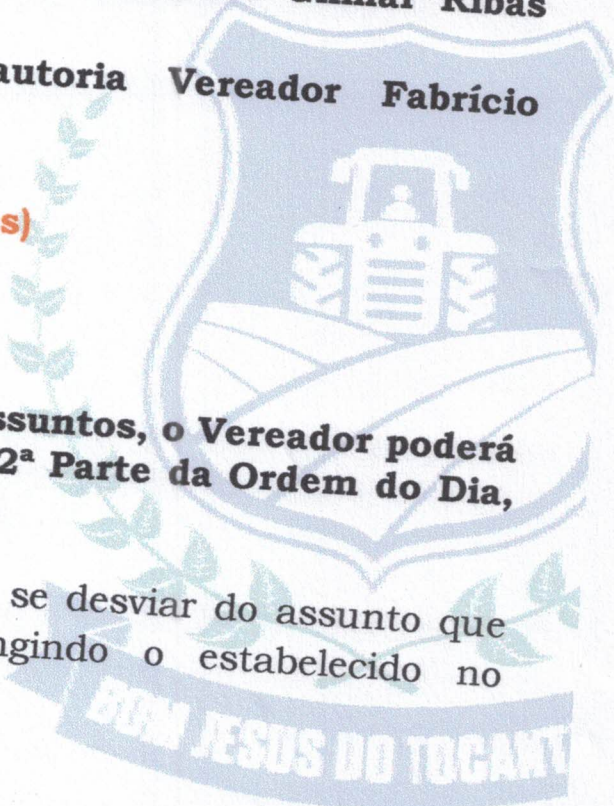 Ribas
autoria Vereador Fabrício
s)
ssuntos, o Vereador poderá
2ª Parte da Ordem do Dia,
se desviar do assunto que
ngindo o estabelecido no
BOM JESUS DO TOCANT